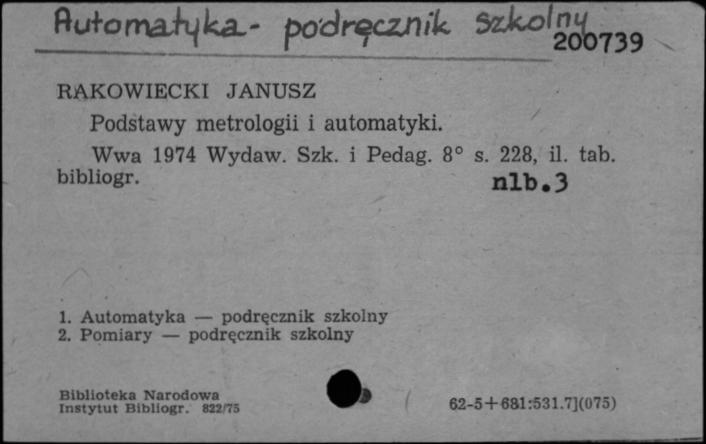 Automatyka - podręcznik szkolny
200739
RAKOWIECKI JANUSZ
Podstawy metrologii i automatyki.
Wwa 1974 Wydaw. Szk. i Pedag. 8° s. 228, il. tab.
bibliogr. nlb.3
1. Automatyka — podręcznik szkolny
2. Pomiary — podręcznik szkolny
Biblioteka Narodowa
Instytut Bibliogr. 822/75
62-5+681:531.7](075)